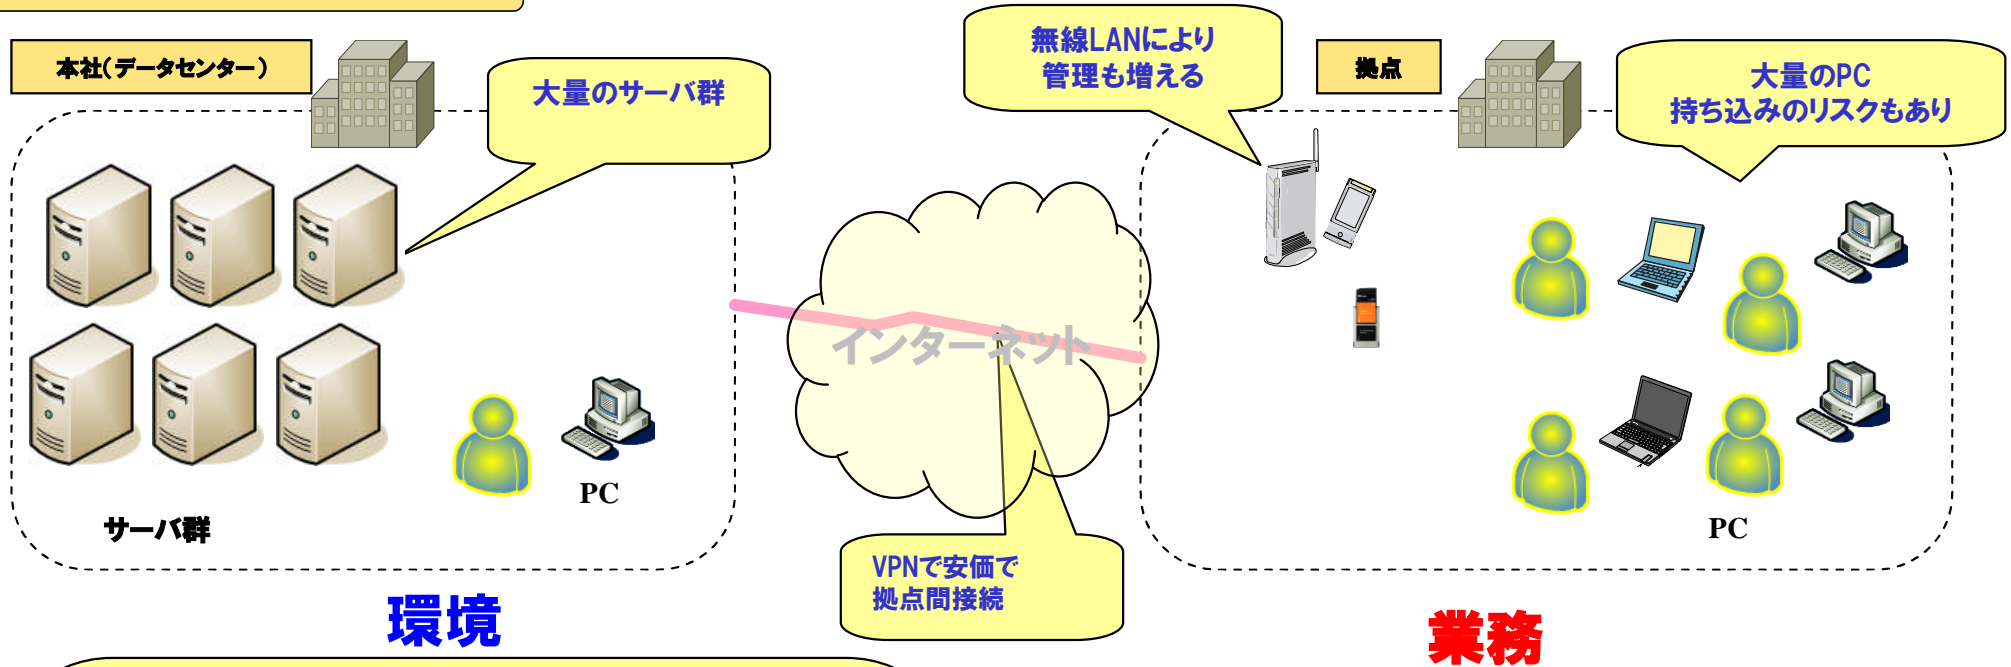 本社(データセンター)
大量のサーバ群
無線LANにより
管理も増える
拠点
大量のPC
持ち込みのリスクもあり
インターネット
PC
サーバ群
PC
VPNで安価で
拠点間接続
環境
業務